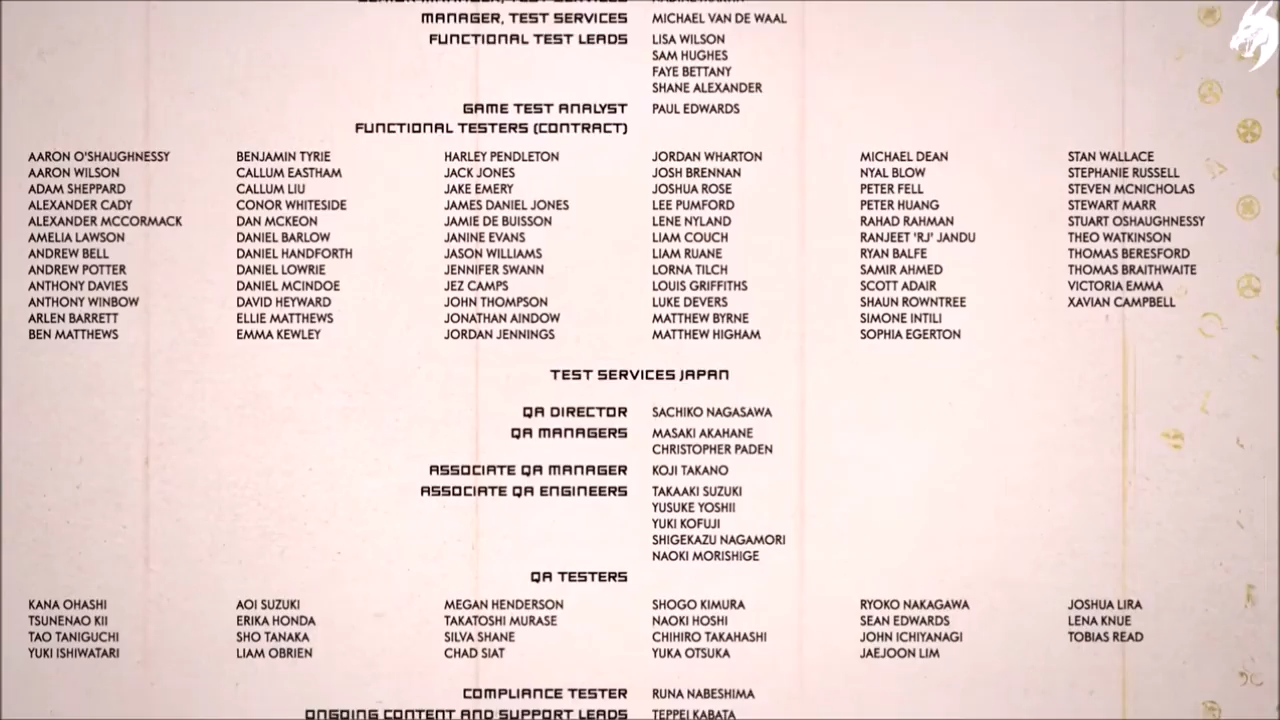 MANAGER, TEST SERVICES MICHAEL VAN DE WAAL
FUNCTIONAL TEST LEADS LISA WILSON
SAM HUGHES
FAYE BETTANY
SHANE ALEXANDER
GAME TEST ANALYST PAUL EDWARDS
FUNCTIONAL TESTERS (CONTRACT)
AARON O'SHAUGHNESSY BENJAMIN TYRIE HARLEY PENDLETON JORDAN WHARTON MICHAEL DEAN STAN WALLACE
AARON WILSON CALLUM EASTHAM JACK JONES JOSH BRENNAN NYAL BLOW STEPHANIE RUSSELL
ADAM SHEPPARD CALLUM LIU JAKE EMERY JOSHUA ROSE PETER FELL STEVEN MCNICHOLAS
ALEXANDER CADY CONOR WHITESIDE JAMES DANIEL JONES LEE PUMFORD PETER HUANG STEWART MARR
ALEXANDER MCCORMACK DAN MCKEON JAMIE DE BUISSON LENE NYLAND RAHAD RAHMAN STUART OSHAUGHNESSY
AMELIA LAWSON DANIEL BARLOW JANINE EVANS LIAM COUCH RANJEET 'RJ' JANDU THEO WATKINSON
ANDREW BELL DANIEL HANDFORTH JASON WILLIAMS LIAM RUANE RYAN BALFE THOMAS BERESFORD
ANDREW POTTER DANIEL LOWRIE JENNIFER SWANN LORNA TILCH SAMIR AHMED THOMAS BRAITHWAITE
ANTHONY DAVIES DANIEL MCINDOE JEZ CAMPS LOUIS GRIFFITHS SCOTT ADAIR VICTORIA EMMA
ANTHONY WINBOW DAVID HEYWARD JOHN THOMPSON LUKE DEVERS SHAUN ROWNTREE XAVIAN CAMPBELL
ARLEN BARRETT ELLIE MATTHEWS JONATHAN AINDOW MATTHEW BYRNE SIMONE INTILI
BEN MATTHEWS EMMA KEWLEY JORDAN JENNINGS MATTHEW HIGHAM SOPHIA EGERTON
TEST SERVICES JAPAN
QA DIRECTOR SACHIKO NAGASAWA
QA MANAGERS MASAKI AKAHANE
CHRISTOPHER PADEN
ASSOCIATE QA MANAGER KOJI TAKANO
ASSOCIATE QA ENGINEERS TAKAAKI SUZUKI
YUSUKE YOSHII
YUKI KOFUJI
SHIGEKAZU NAGAMORI
NAOKI MORISHIGE
QA TESTERS
KANA OHASHI AOI SUZUKI MEGAN HENDERSON SHOGO KIMURA RYOKO NAKAGAWA JOSHUA LIRA
TSUNENAO KII ERIKA HONDA TAKATOSHI MURASE NAOKI HOSHI SEAN EDWARDS LENA KNUE
TAO TANIGUCHI SHO TANAKA SILVA SHANE CHIHIRO TAKAHASHI JOHN ICHIYANAGI TOBIAS READ
YUKI ISHIWATARI LIAM OBRIEN CHAD SIAT YUKA OTSUKA JAEJOON LIM
COMPLIANCE TESTER RUNA NABESHIMA
ONGOING CONTENT AND SUPPORT LEADS TEPPEI KABATA